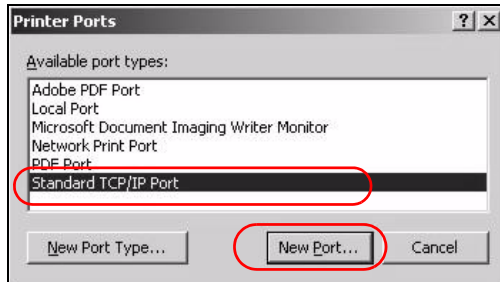 Printer Ports
Available port types:
Adobe PDF Port
Local Port
Microsoft Document Imaging Writer Monitor
Network Print Port
PDF Port
Standard TCP/IP Port
New Port Type... New Port... Cancel